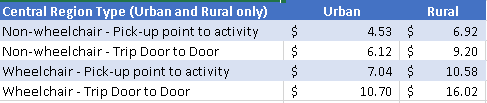 Central Region Type (Urban and Rural only) Urban Rural
Non-wheelchair - Pick-up point to activity $ 4.53 $ 6.92
Non-wheelchair - Trip Door to Door $ 6.12 $ 9.20
Wheelchair - Pick-up point to activity $ 7.04 $ 10.58
Wheelchair - Trip Door to Door $ 10.70 $ 16.02